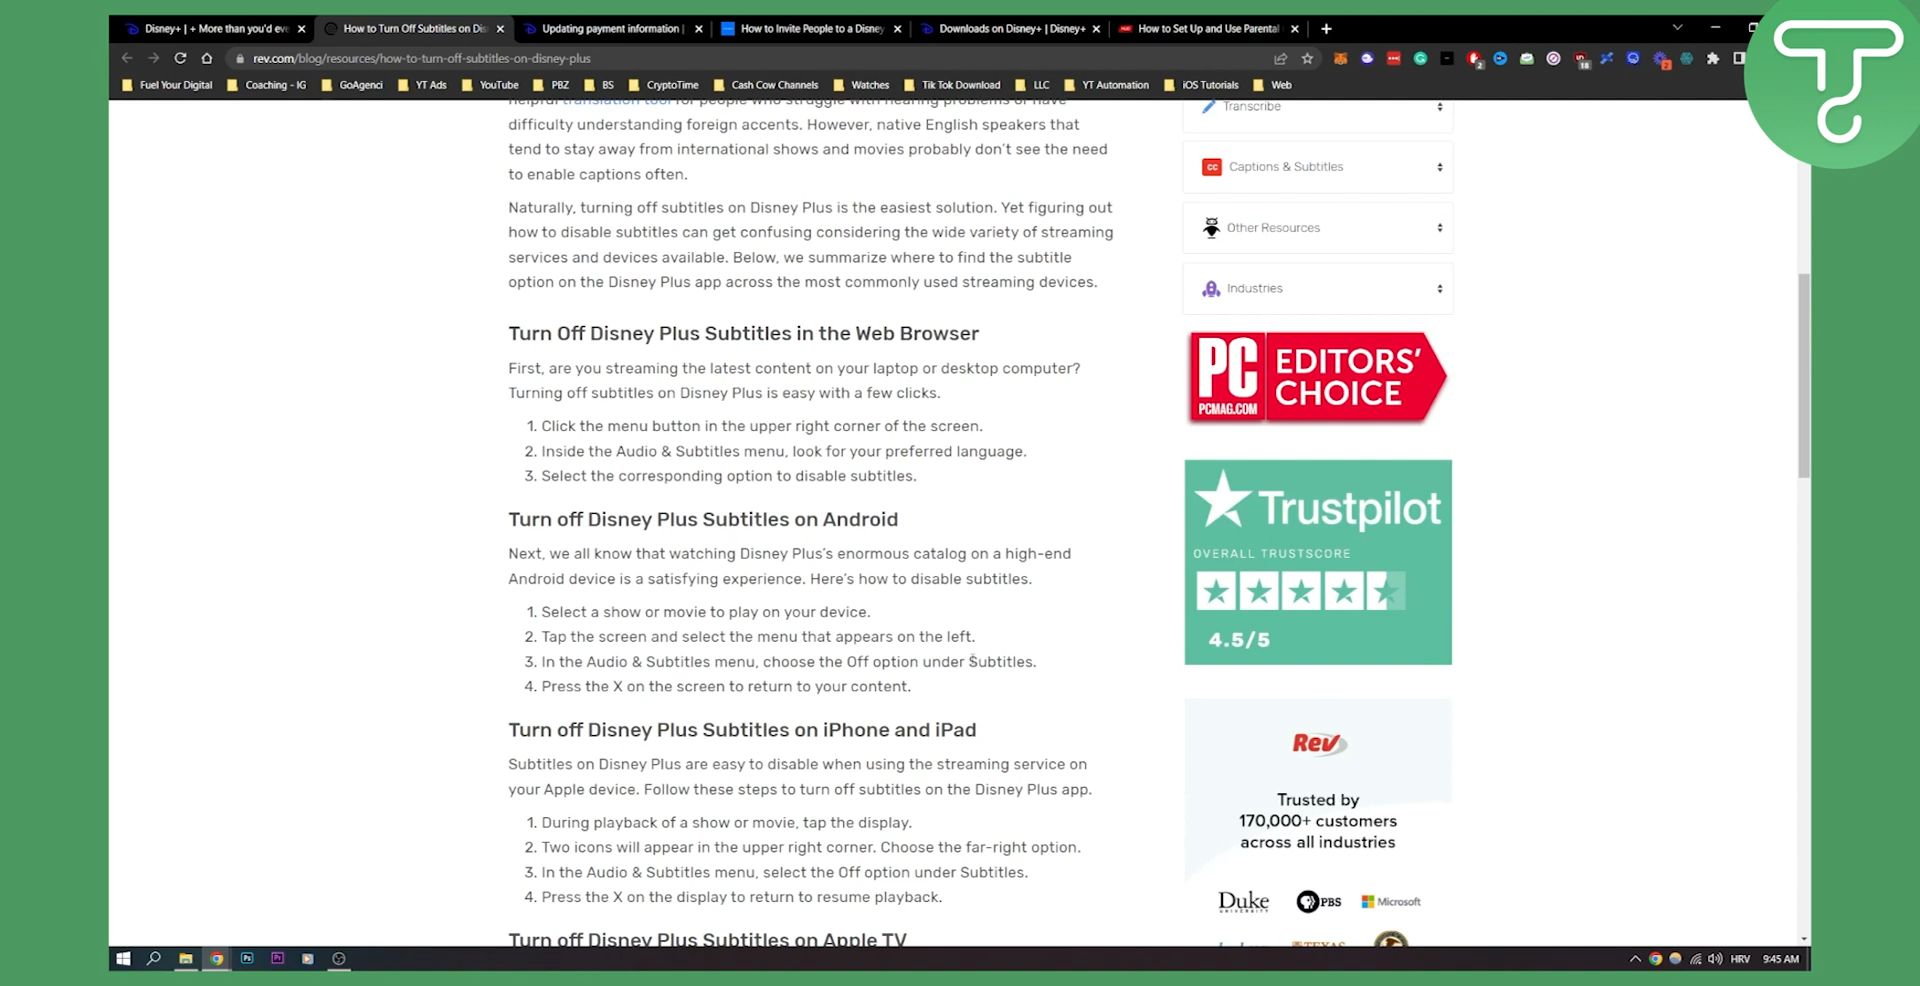 Disney+ | + More than you'd eve
How to Turn Off Subtitles on Dis
Updating payment information |
How to Invite People to a Disney
Downloads on Disney+ | Disney+
How to Set Up and Use Parental
rev.com/blog/resources/how-to-turn-off-subtitles-on-disney-plus
Fuel Your Digital
Coaching - IG
GoAgenci
YT Ads
YouTube
PBZ
BS
CryptoTime
Cash Cow Channels
Watches
Tik Tok Download
LLC
YT Automation
iOS Tutorials
Web
helpful translation tool for people who struggle with hearing problems or have
difficulty understanding foreign accents. However, native English speakers that
tend to stay away from international shows and movies probably don't see the need
to enable captions often.
Naturally, turning off subtitles on Disney Plus is the easiest solution. Yet figuring out
how to disable subtitles can get confusing considering the wide variety of streaming
services and devices available. Below, we summarize where to find the subtitle
option on the Disney Plus app across the most commonly used streaming devices.
Turn Off Disney Plus Subtitles in the Web Browser
First, are you streaming the latest content on your laptop or desktop computer?
Turning off subtitles on Disney Plus is easy with a few clicks.
1. Click the menu button in the upper right corner of the screen.
2. Inside the Audio & Subtitles menu, look for your preferred language.
3. Select the corresponding option to disable subtitles.
Turn off Disney Plus Subtitles on Android
Next, we all know that watching Disney Plus's enormous catalog on a high-end
Android device is a satisfying experience. Here's how to disable subtitles.
1. Select a show or movie to play on your device.
2. Tap the screen and select the menu that appears on the left.
3. In the Audio & Subtitles menu, choose the Off option under Subtitles.
4. Press the X on the screen to return to your content.
Turn off Disney Plus Subtitles on iPhone and iPad
Subtitles on Disney Plus are easy to disable when using the streaming service on
your Apple device. Follow these steps to turn off subtitles on the Disney Plus app.
1. During playback of a show or movie, tap the display.
2. Two icons will appear in the upper right corner. Choose the far-right option.
3. In the Audio & Subtitles menu, select the Off option under Subtitles.
4. Press the X on the display to return to resume playback.
Turn off Disney Plus Subtitles on Apple TV
Transcribe
CC Captions & Subtitles
Other Resources
Industries
PC
PCMAG.COM
EDITORS'
CHOICE
Trustpilot
OVERALL TRUSTSCORE
4.5/5
Rev
Trusted by
170,000+ customers
across all industries
Duke
UNIVERSITY
PBS
Microsoft
TEXAS
Ps
Pr
HRV
9:45 AM